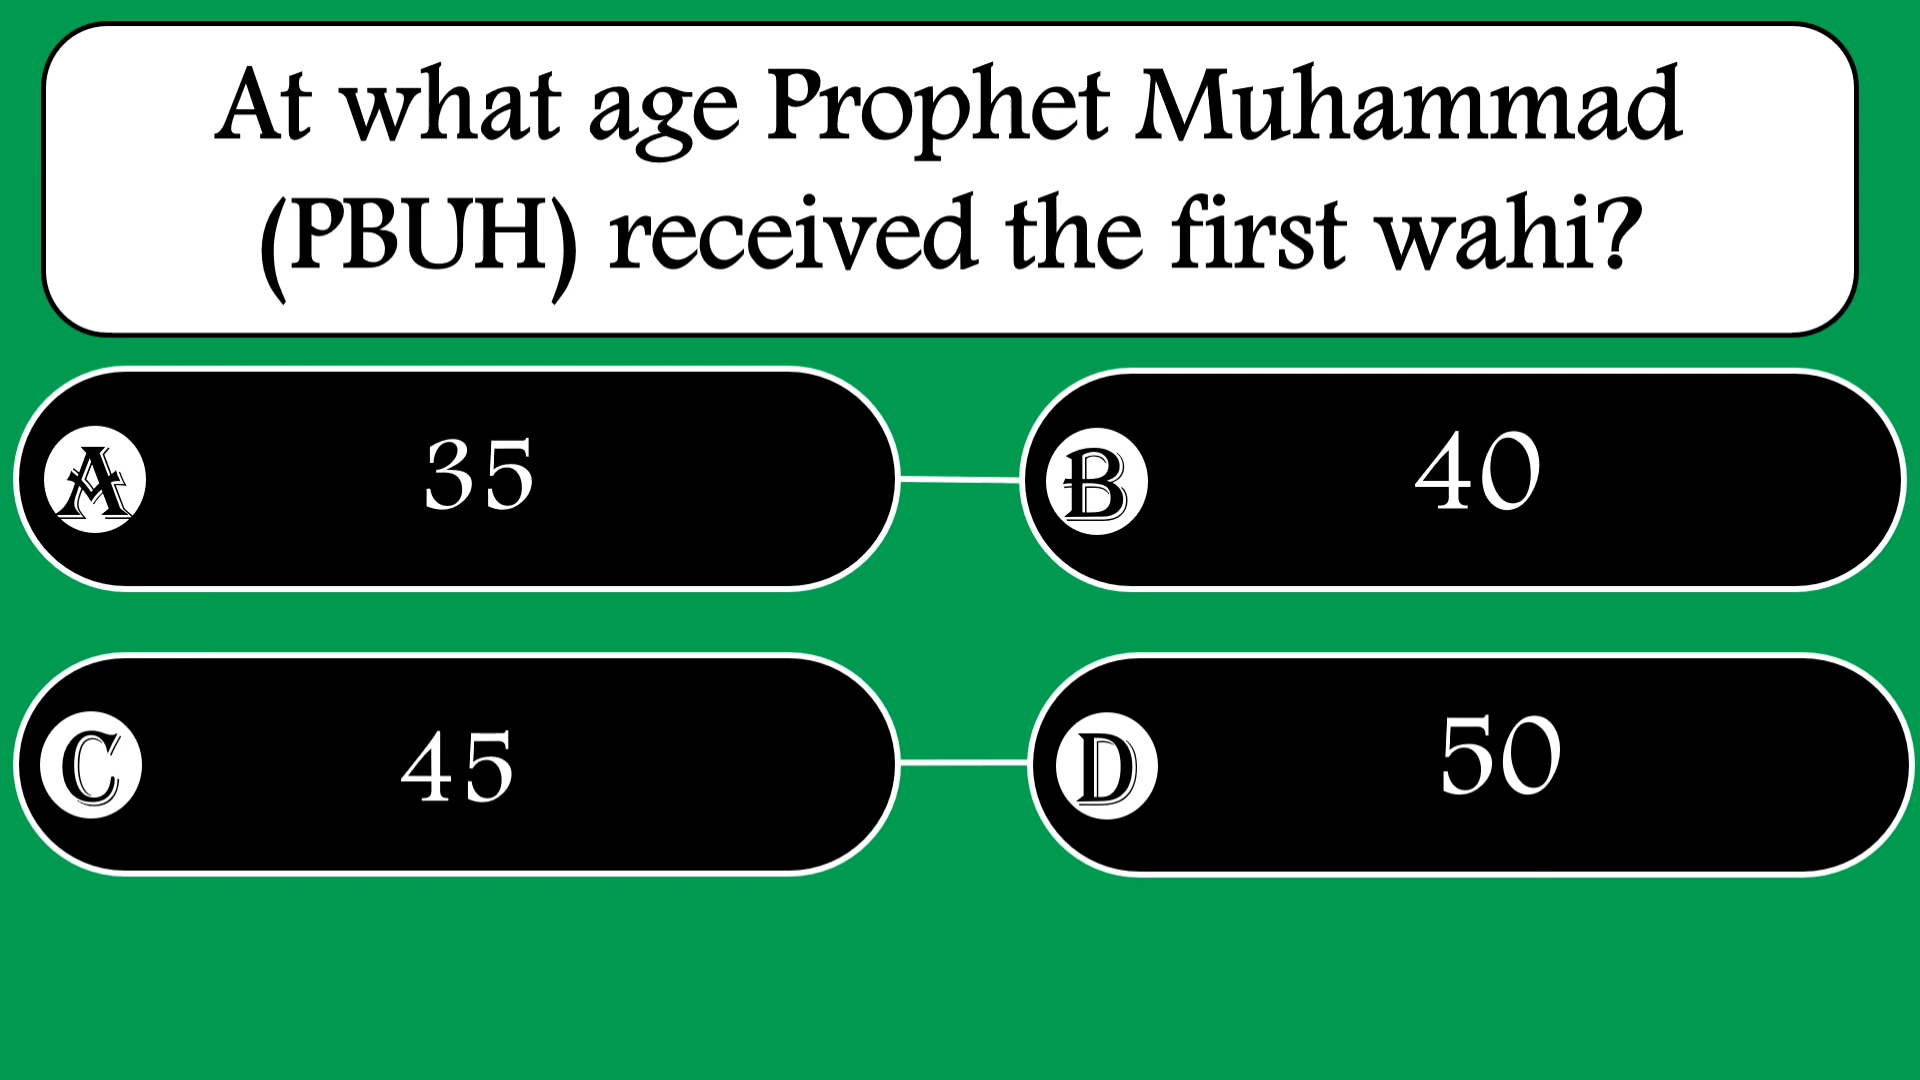 At what age Prophet Muhammad
(PBUH) received the first wahi?
A 35
B 40
C 45
D 50